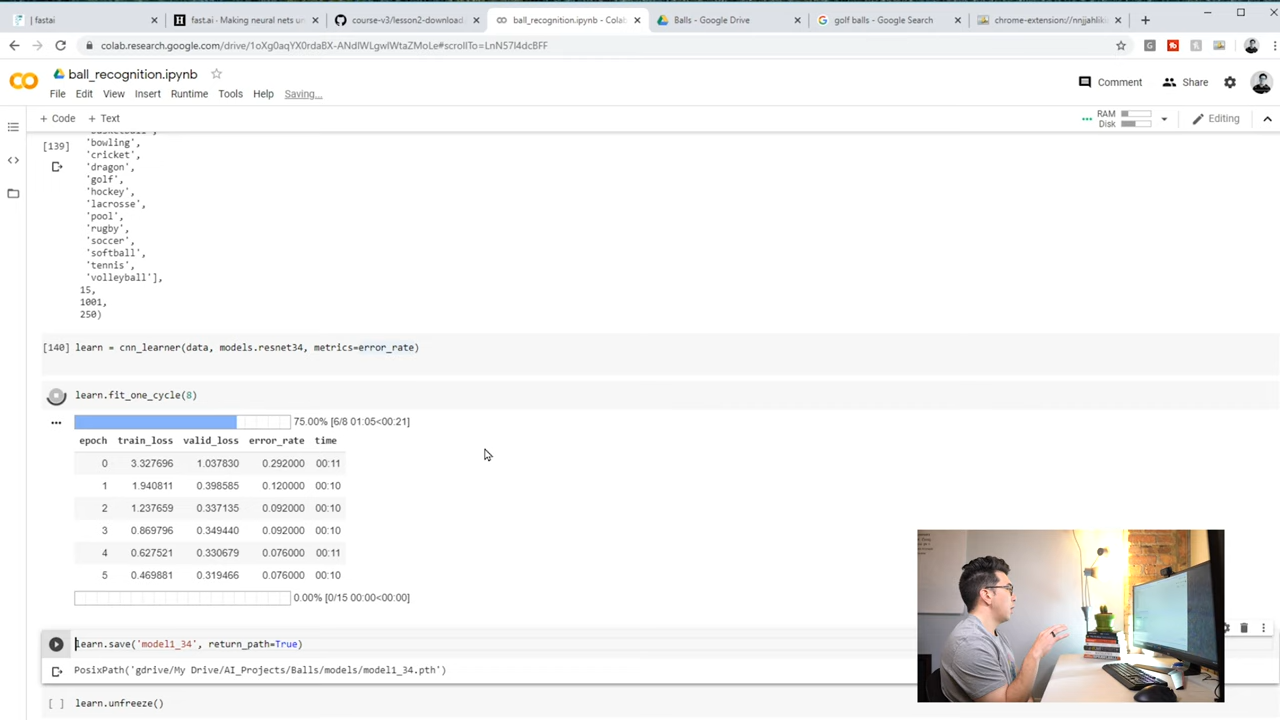 | fastai
fast.ai · Making neural nets un
course-v3/lesson2-download.
ball_recognition.ipynb - Colab
Balls - Google Drive
golf balls - Google Search
chrome-extension://nnjjahlik
colab.research.google.com/drive/1oXg0aqYX0rdaBX-ANdIWLgwIWtaZMoLe#scrollTo=LnN57I4dcBFF
ball_recognition.ipynb
Comment
Share
File Edit View Insert Runtime Tools Help Saving...
+ Code + Text
RAM
Disk
Editing
[139]
'basketball',
'bowling',
'cricket',
'dragon',
'golf',
'hockey',
'lacrosse',
'pool',
'rugby',
'soccer',
'softball',
'tennis',
'volleyball'],
15,
1001,
250)
[140] learn = cnn_learner(data, models.resnet34, metrics=error_rate)
learn.fit_one_cycle(8)
75.00% [6/8 01:05<00:21]
epoch train_loss valid_loss error_rate time
0 3.327696 1.037830 0.292000 00:11
1 1.940811 0.398585 0.120000 00:10
2 1.237659 0.337135 0.092000 00:10
3 0.869796 0.349440 0.092000 00:10
4 0.627521 0.330679 0.076000 00:11
5 0.469881 0.319466 0.076000 00:10
0.00% [0/15 00:00<00:00]
learn.save('model1_34', return_path=True)
PosixPath('gdrive/My Drive/AI_Projects/Balls/models/model1_34.pth')
[ ] learn.unfreeze()